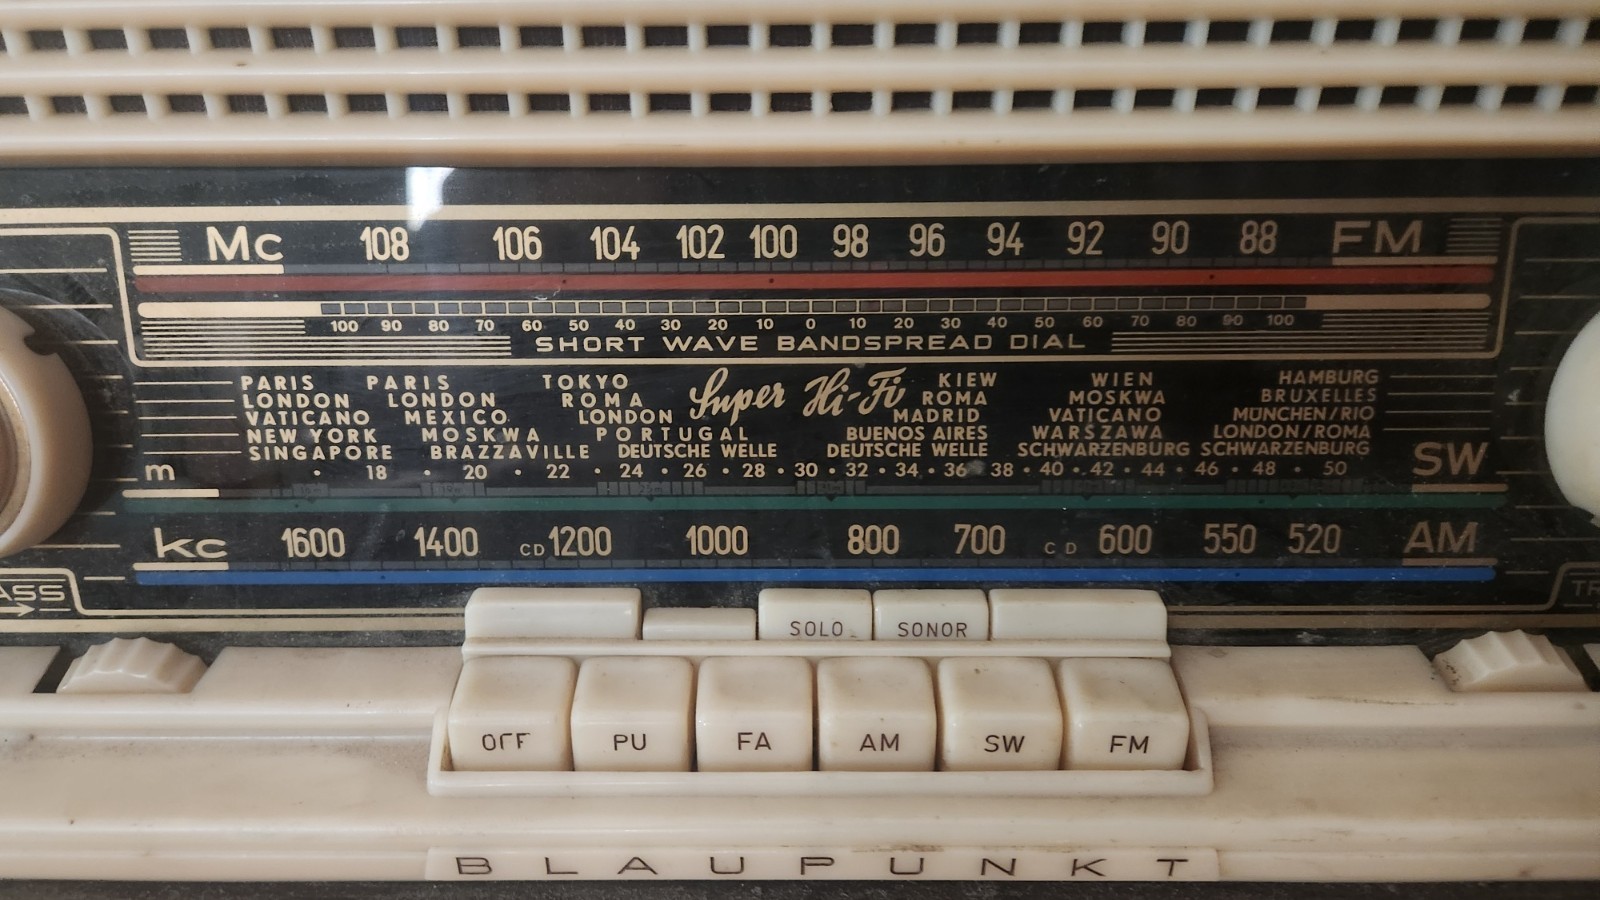 Mc 108 106 104 102 100 98 96 94 92 90 88 FM
100 90 80 70 60 50 40 30 20 10 0 10 20 30 40 50 60 70 80 90 100
SHORT WAVE BANDSPREAD DIAL
PARIS PARIS TOKYO Super Hi-Fi KIEW WIEN HAMBURG
LONDON LONDON ROMA ROMA MOSKWA BRUXELLES
VATICANO MEXICO LONDON MADRID VATICANO MÜNCHEN/RIO
NEW YORK MOSKWA PORTUGAL BUENOS AIRES WARSZAWA LONDON/ROMA
SINGAPORE BRAZZAVILLE DEUTSCHE WELLE DEUTSCHE WELLE SCHWARZENBURG SCHWARZENBURG
m • 18 • 20 • 22 • 24 • 26 • 28 • 30 • 32 • 34 • 36 • 38 • 40 • 42 • 44 • 46 • 48 • 50 SW
kc 1600 1400 CD 1200 1000 800 700 CD 600 550 520 AM
ASS TR
SOLO SONOR
OFF PU FA AM SW FM
BLAUPUNKT